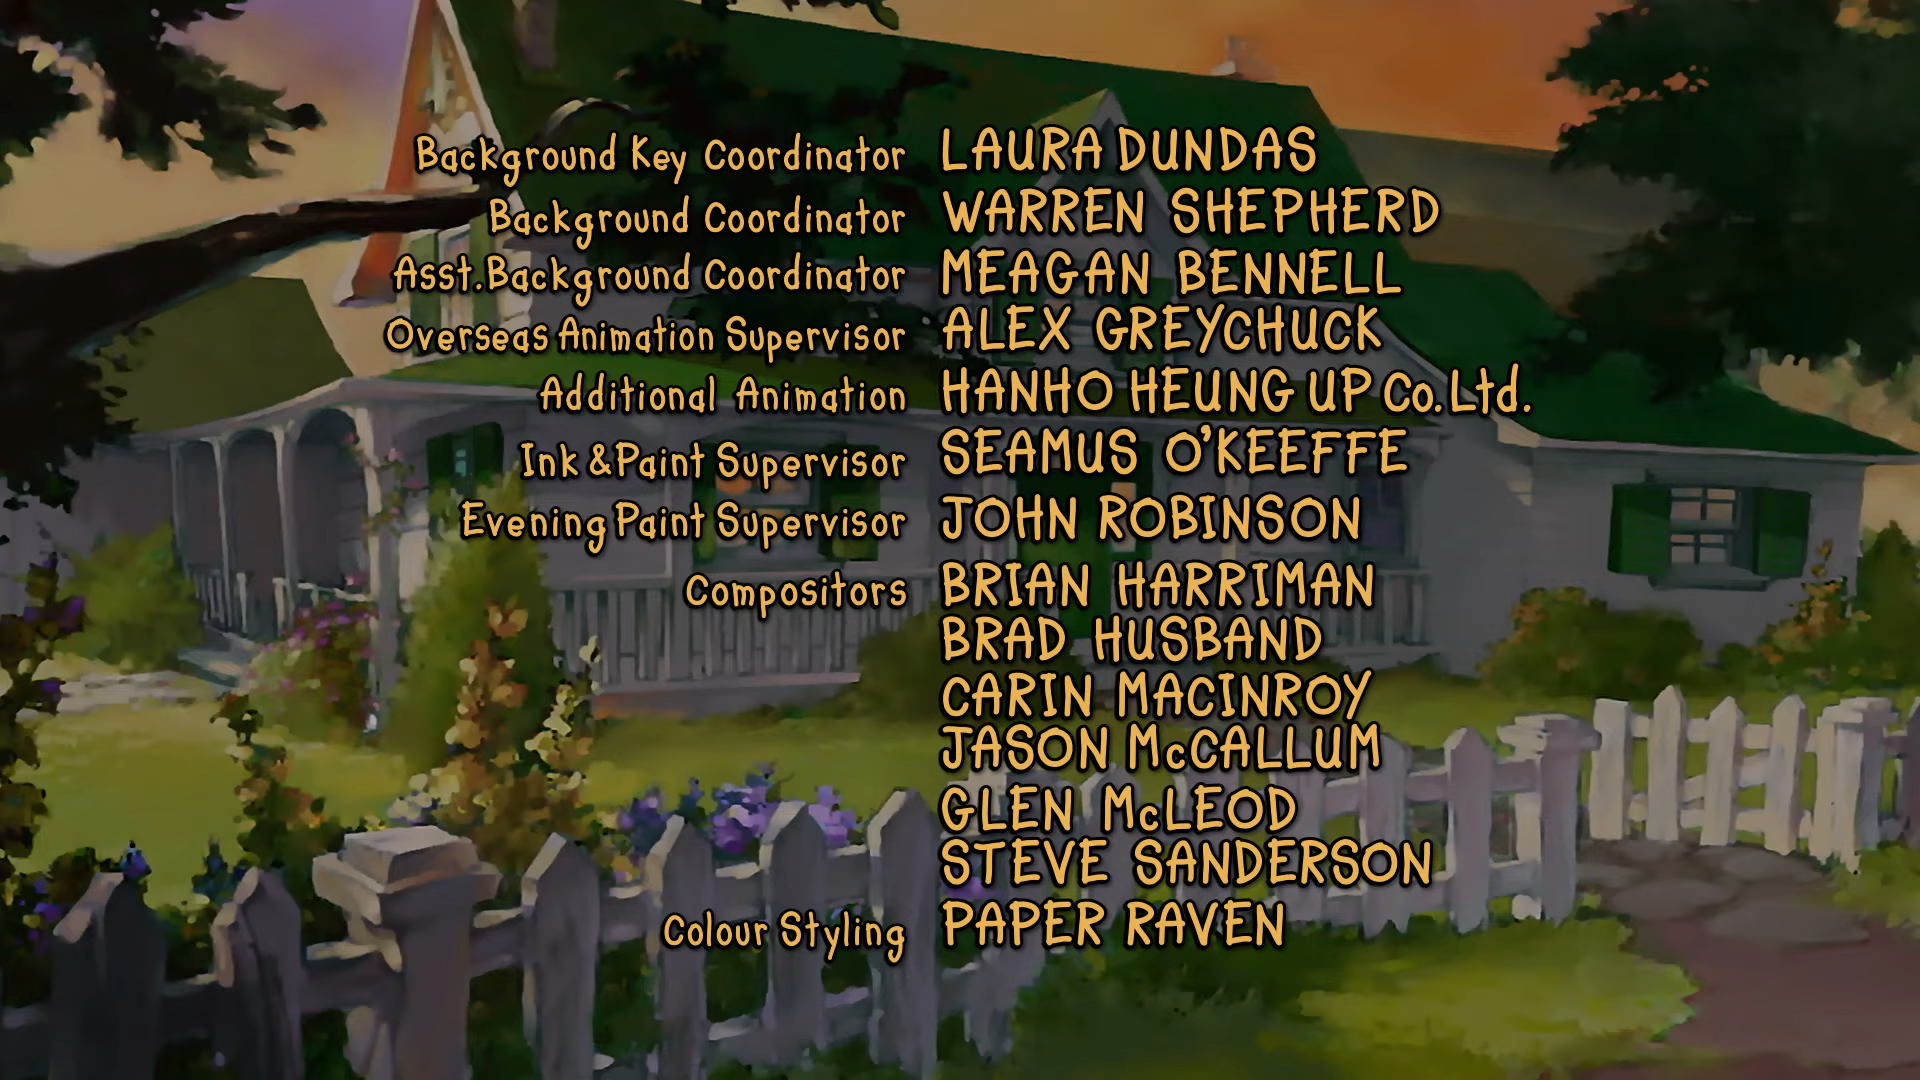 Background Key Coordinator LAURA DUNDAS
Background Coordinator WARREN SHEPHERD
Asst.Background Coordinator MEAGAN BENNELL
Overseas Animation Supervisor ALEX GREYCHUCK
Additional Animation HANHO HEUNG UP Co.Ltd.
Ink &Paint Supervisor SEAMUS O'KEEFFE
Evening Paint Supervisor JOHN ROBINSON
Compositors BRIAN HARRIMAN
BRAD HUSBAND
CARIN MACINROY
JASON McCALLUM
GLEN McLEOD
STEVE SANDERSON
Colour Styling PAPER RAVEN